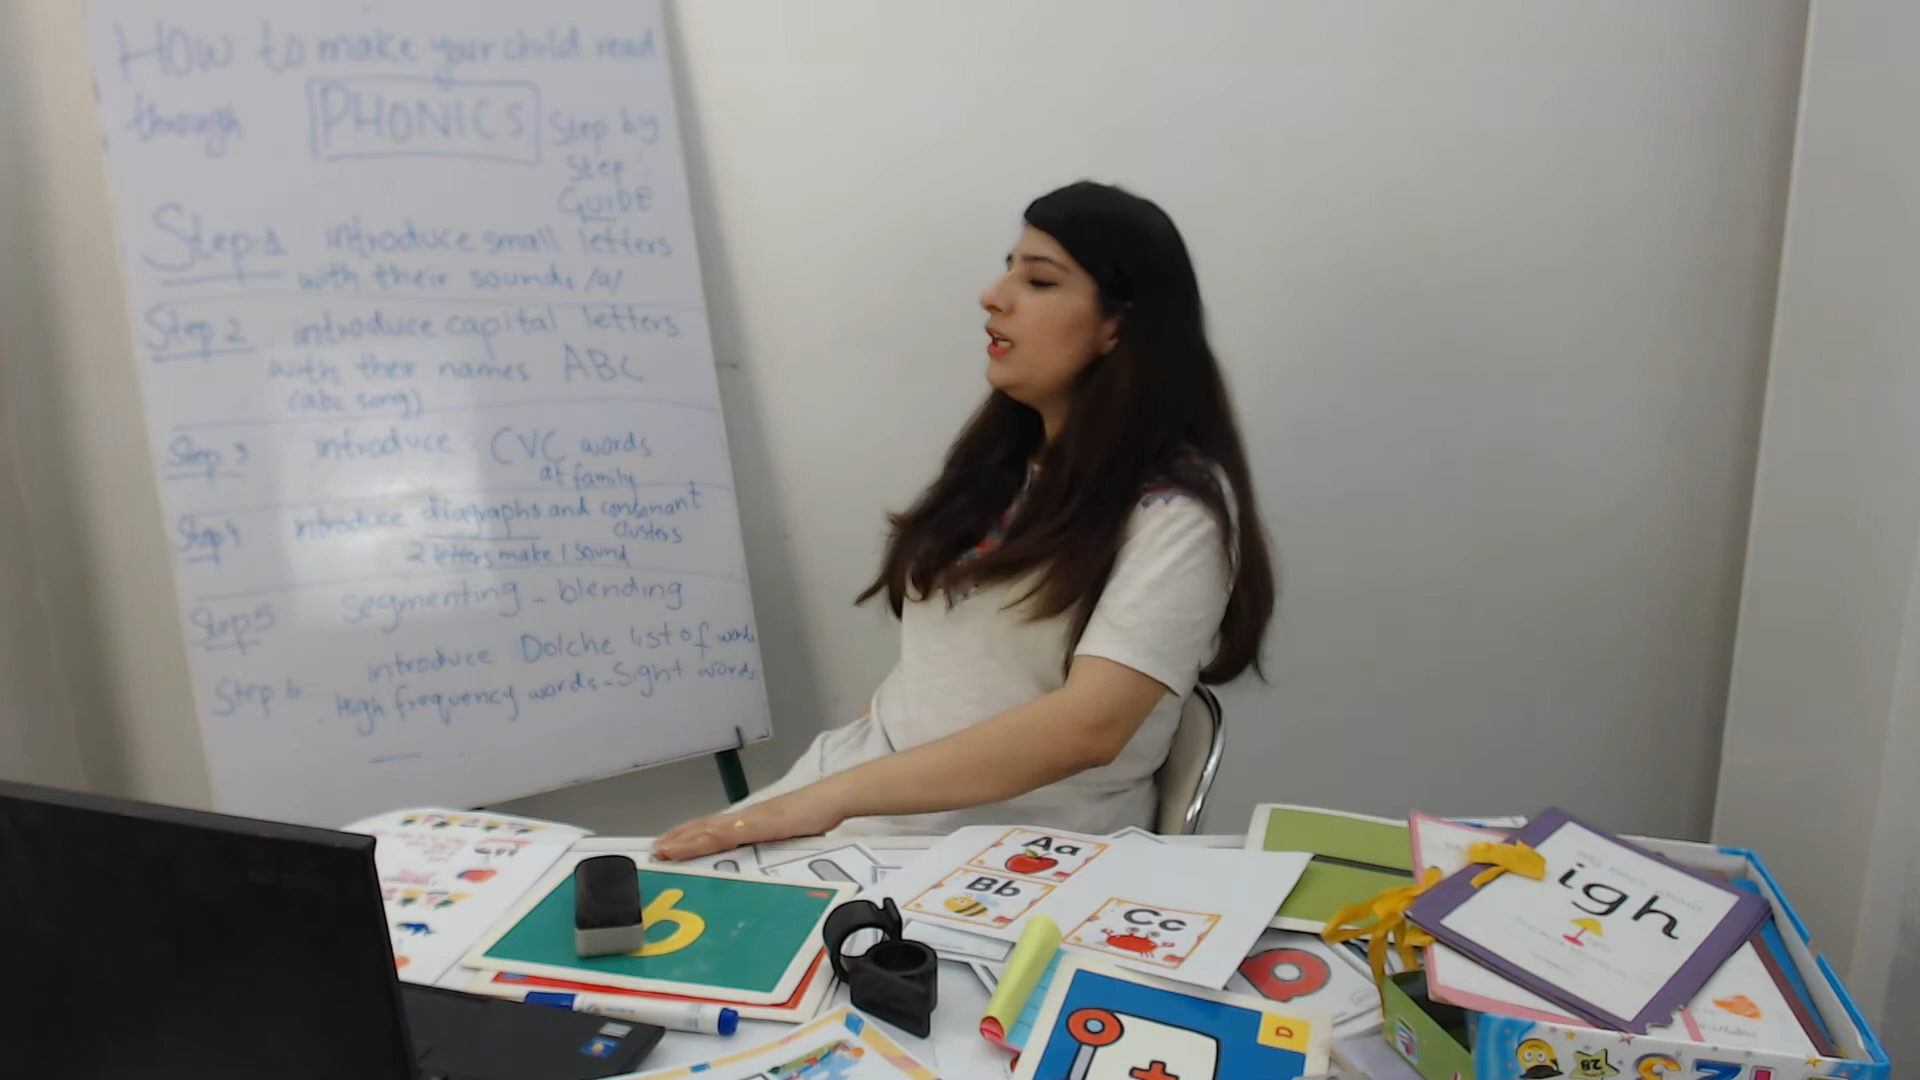 How to make your child read
through PHONICS Step by
Step
GUIDE
Step 1 introduce small letters
with their sounds /a/
Step 2 introduce capital letters
with their names ABC
(abc song)
Step 3 introduce CVC words
at family
Step 4 introduce diagraphs and consonant
clusters
2 letters make 1 sound
Step 5 segmenting - blending
Step 6 introduce Dolche list of words
High frequency words - Sight words
Aa
Bb
Cc
igh
D
28